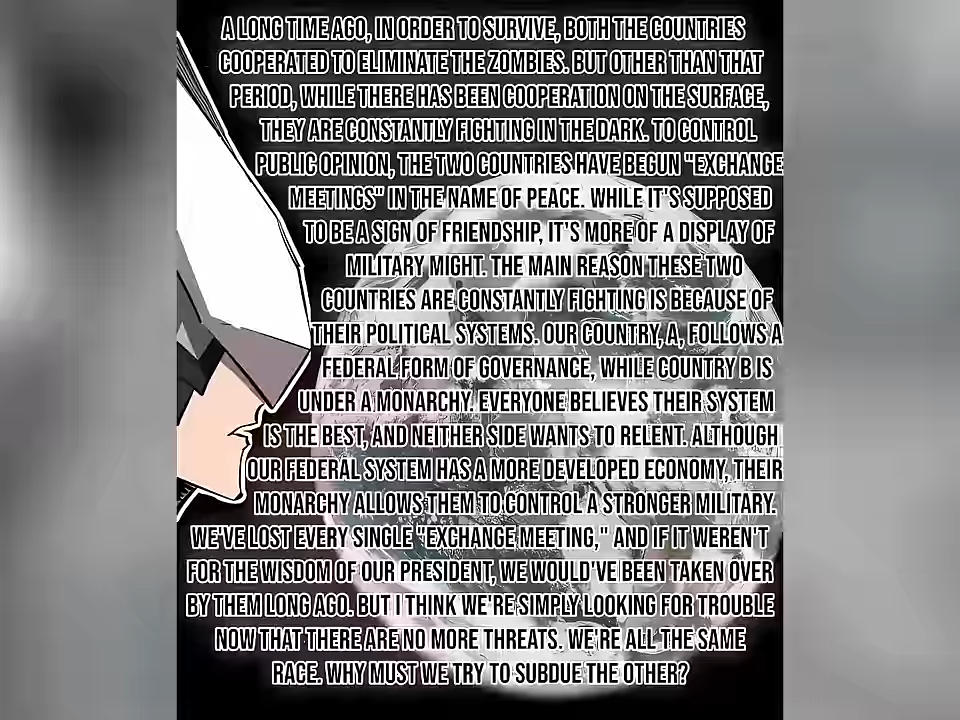 A LONG TIME AGO, IN ORDER TO SURVIVE, BOTH THE COUNTRIES
COOPERATED TO ELIMINATE THE ZOMBIES. BUT OTHER THAN THAT
PERIOD, WHILE THERE HAS BEEN COOPERATION ON THE SURFACE,
THEY ARE CONSTANTLY FIGHTING IN THE DARK. TO CONTROL
PUBLIC OPINION, THE TWO COUNTRIES HAVE BEGUN "EXCHANGE
MEETINGS" IN THE NAME OF PEACE. WHILE IT'S SUPPOSED
TO BE A SIGN OF FRIENDSHIP, IT'S MORE OF A DISPLAY OF
MILITARY MIGHT. THE MAIN REASON THESE TWO
COUNTRIES ARE CONSTANTLY FIGHTING IS BECAUSE OF
THEIR POLITICAL SYSTEMS. OUR COUNTRY, A, FOLLOWS A
FEDERAL FORM OF GOVERNANCE, WHILE COUNTRY B IS
UNDER A MONARCHY. EVERYONE BELIEVES THEIR SYSTEM
IS THE BEST, AND NEITHER SIDE WANTS TO RELENT. ALTHOUGH
OUR FEDERAL SYSTEM HAS A MORE DEVELOPED ECONOMY, THEIR
MONARCHY ALLOWS THEM TO CONTROL A STRONGER MILITARY.
WE'VE LOST EVERY SINGLE "EXCHANGE MEETING," AND IF IT WEREN'T
FOR THE WISDOM OF OUR PRESIDENT, WE WOULD'VE BEEN TAKEN OVER
BY THEM LONG AGO. BUT I THINK WE'RE SIMPLY LOOKING FOR TROUBLE
NOW THAT THERE ARE NO MORE THREATS. WE'RE ALL THE SAME
RACE. WHY MUST WE TRY TO SUBDUE THE OTHER?